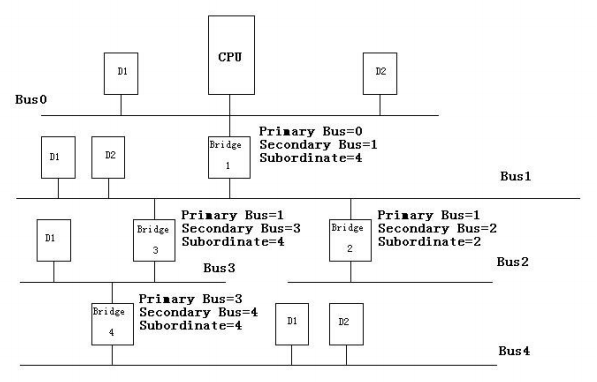 CPU
D1
D2
Bus0
Primary Bus=0
Secondary Bus=1
Subordinate=4
Bridge
1
D1
D2
Bus1
Primary Bus=1
Secondary Bus=3
Subordinate=4
Bridge
3
Primary Bus=1
Secondary Bus=2
Subordinate=2
Bridge
2
D1
Bus3
Bus2
Primary Bus=3
Secondary Bus=4
Subordinate=4
Bridge
4
D1
D2
Bus4